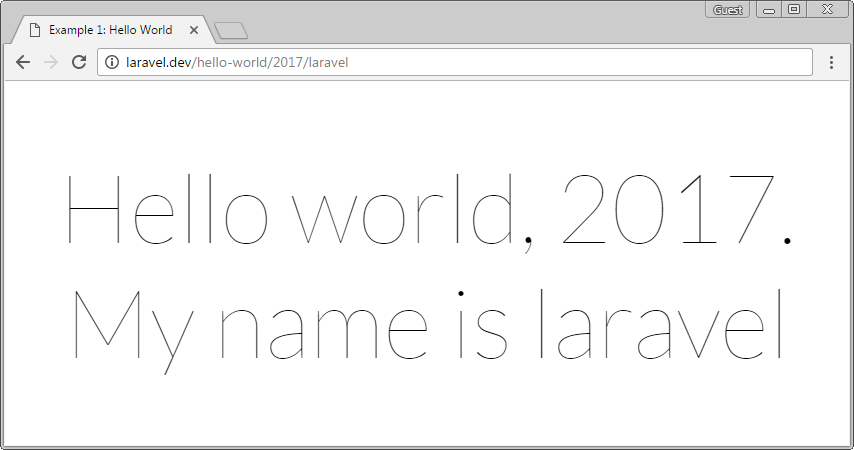 Guest
Example 1: Hello World
laravel.dev/hello-world/2017/laravel
Hello world, 2017.
My name is laravel